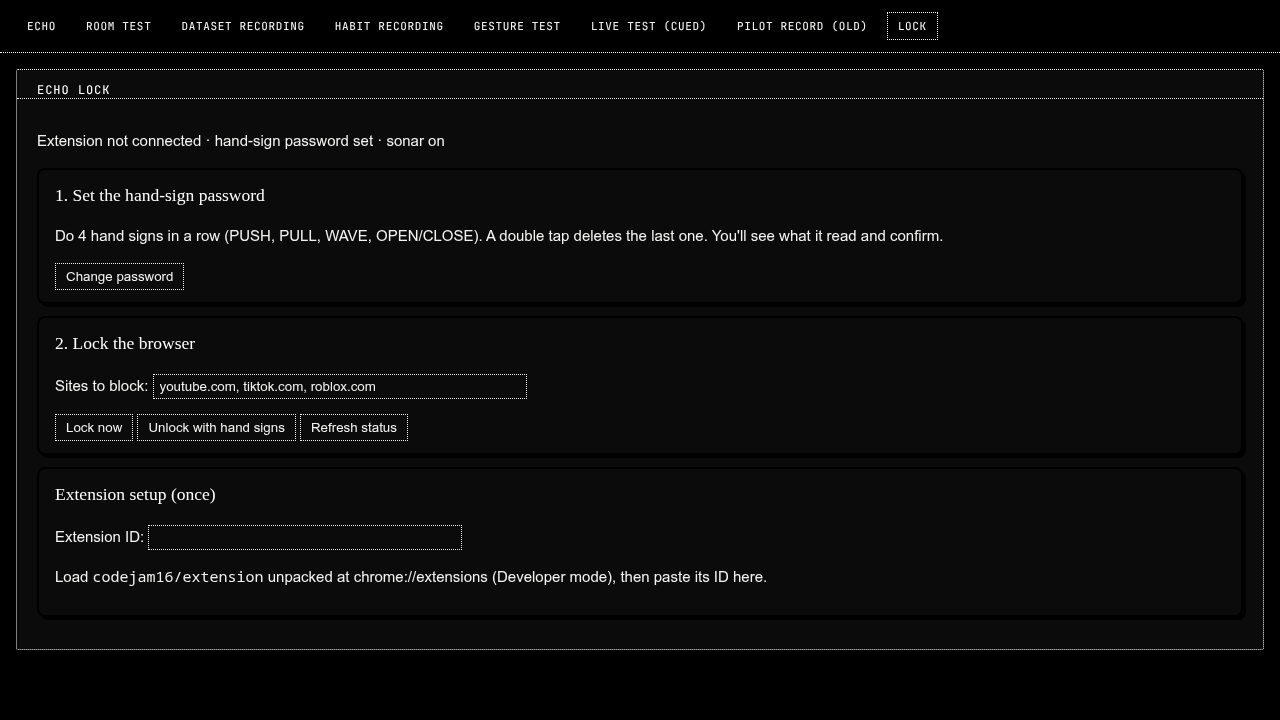 ECHO ROOM TEST DATASET RECORDING HABIT RECORDING GESTURE TEST LIVE TEST (CUED) PILOT RECORD (OLD) LOCK
ECHO LOCK
Extension not connected · hand-sign password set · sonar on
1. Set the hand-sign password
Do 4 hand signs in a row (PUSH, PULL, WAVE, OPEN/CLOSE). A double tap deletes the last one. You'll see what it read and confirm.
Change password
2. Lock the browser
Sites to block: youtube.com, tiktok.com, roblox.com
Lock now Unlock with hand signs Refresh status
Extension setup (once)
Extension ID:
Load codejam16/extension unpacked at chrome://extensions (Developer mode), then paste its ID here.